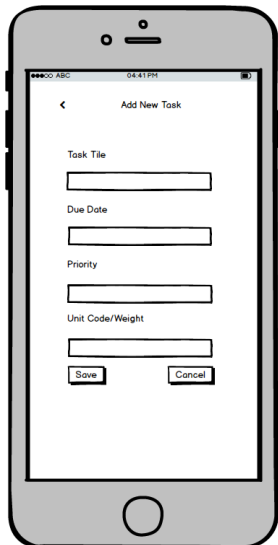 ABC 04:41 PM
< Add New Task
Task Tile
Due Date
Priority
Unit Code/Weight
Save Cancel